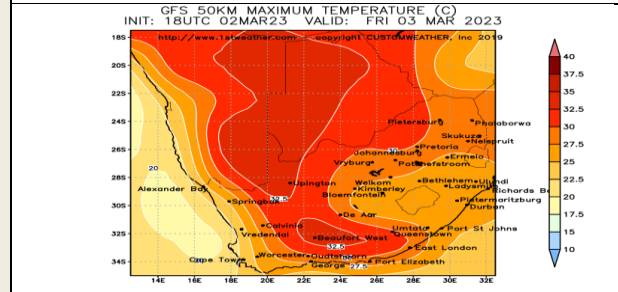 GFS 50KM MAXIMUM TEMPERATURE (C)
INIT: 18UTC 02MAR23 VALID: FRI 03 MAR 2023
http://www.1stweather.com copyright CUSTOMWEATHER, Inc 2019
18S
40
20S
37.5
22S
35
24S
Pietersburg Phalaborwa
32.5
Skukuza
26S
Nelspruit
30
Pretoria
30
Johannesburg
Ermelo
27.5
Vryburg Potchefstroom
20
28S
25
Upington Welkom Bethlehem Ulundi
Alexander Bay Kimberley Ladysmith
22.5
Richards B
Bloemfontein
30S
Springbok 32.5 Pietermaritzburg
20
Durban
De Aar
17.5
32S
Calvinia Umtata Port St Johns
Vredendal Beaufort West Queenstown
15
32.5 East London
34S
Cape Town Worcester Oudtshoorn
10
20 George 27.5 Port Elizabeth
14E 16E 18E 20E 22E 24E 26E 28E 30E 32E